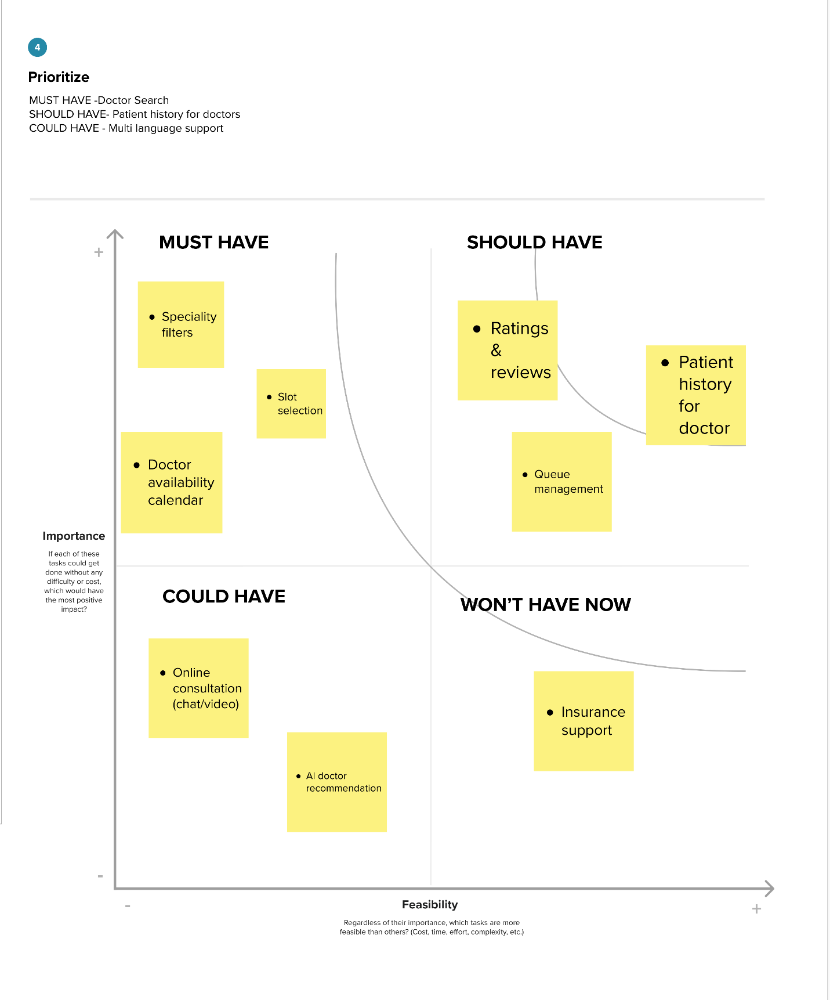 4
Prioritize
MUST HAVE -Doctor Search
SHOULD HAVE- Patient history for doctors
COULD HAVE - Multi language support
MUST HAVE
SHOULD HAVE
+
• Speciality
filters
• Ratings
&
reviews
• Patient
history
for
doctor
• Slot
selection
• Doctor
availability
calendar
• Queue
management
Importance
If each of these
tasks could get
done without any
difficulty or cost,
which would have
the most positive
impact?
COULD HAVE
WON'T HAVE NOW
• Online
consultation
(chat/video)
• Insurance
support
• AI doctor
recommendation
-
-
Feasibility
+
Regardless of their importance, which tasks are more
feasible than others? (Cost, time, effort, complexity, etc.)